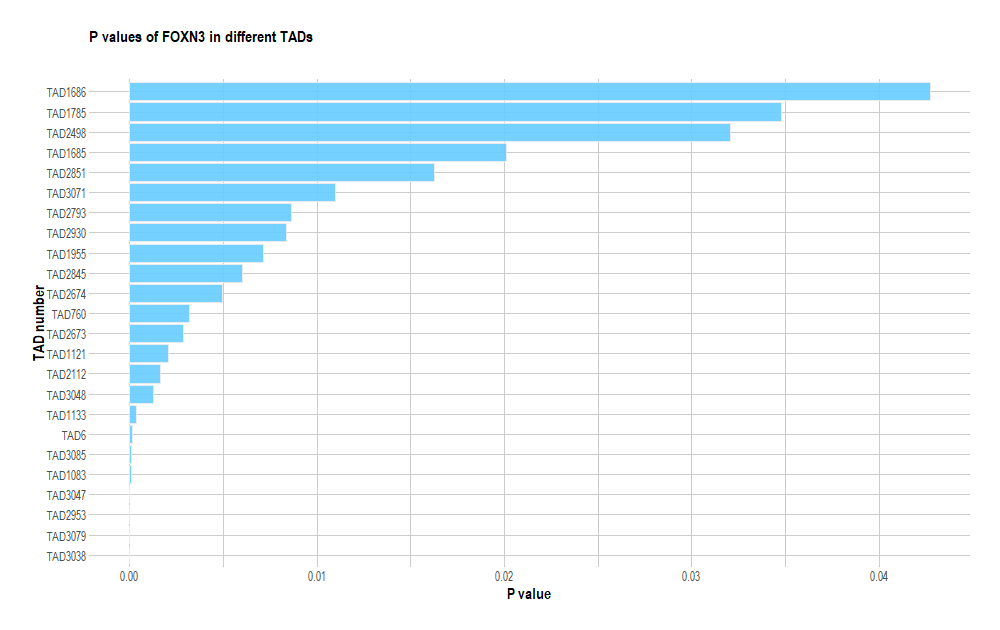 P values of FOXN3 in different TADs
TAD number
TAD1686
TAD1785
TAD2498
TAD1685
TAD2851
TAD3071
TAD2793
TAD2930
TAD1955
TAD2845
TAD2674
TAD760
TAD2673
TAD1121
TAD2112
TAD3048
TAD1133
TAD6
TAD3085
TAD1083
TAD3047
TAD2953
TAD3079
TAD3038
0.00 0.01 0.02 0.03 0.04
P value